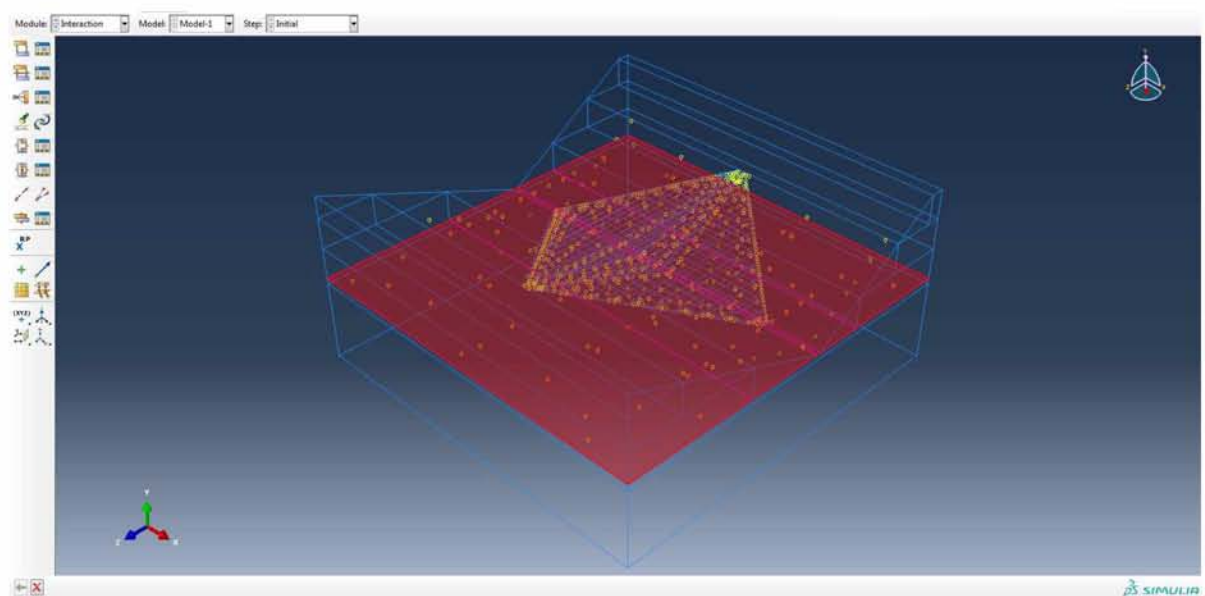 Module: Interaction Model: Model-1 Step: Initial
(XYZ)
RP
Y
Z
X
SIMULIA